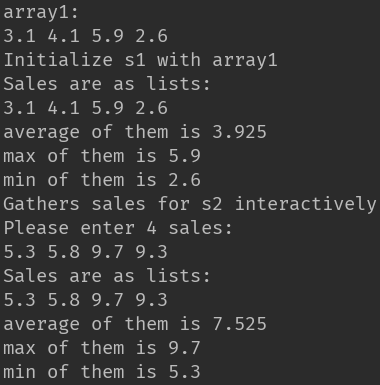 array1:
3.1 4.1 5.9 2.6
Initialize s1 with array1
Sales are as lists:
3.1 4.1 5.9 2.6
average of them is 3.925
max of them is 5.9
min of them is 2.6
Gathers sales for s2 interactively
Please enter 4 sales:
5.3 5.8 9.7 9.3
Sales are as lists:
5.3 5.8 9.7 9.3
average of them is 7.525
max of them is 9.7
min of them is 5.3